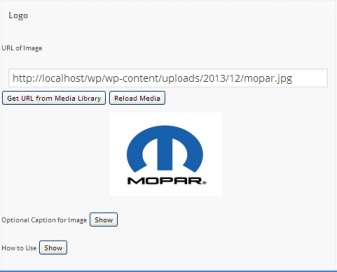 Logo
URL of Image
http://localhost/wp/wp-content/uploads/2013/12/mopar.jpg
Get URL from Media Library Reload Media
MOPAR®
Optional Caption for Image Show
How to Use Show